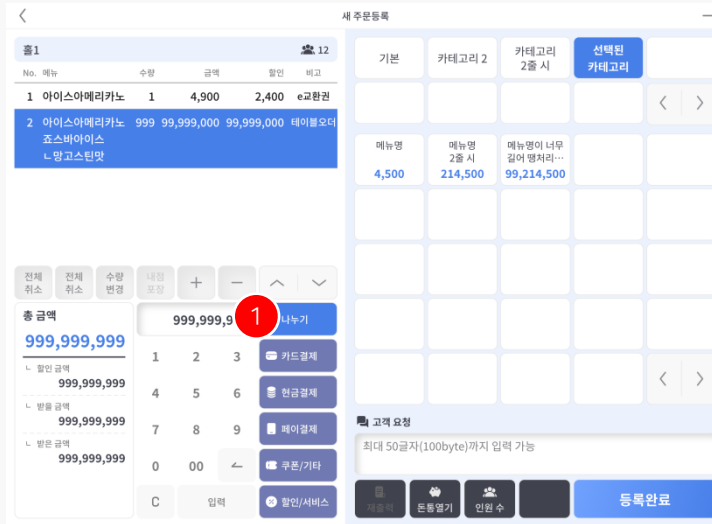 새 주문등록
홀1
12
No. 메뉴 수량 금액 할인 비고
1 아이스아메리카노 1 4,900 2,400 e교환권
2 아이스아메리카노 999 99,999,000 99,999,000 테이블오더
죠스바아이스
ㄴ망고스틴맛
전체
취소
전체
취소
수량
변경
내점
포장
총 금액
999,999,999
ㄴ 할인 금액
999,999,999
ㄴ 받을 금액
999,999,999
ㄴ 받은 금액
999,999,999
999,999,9
1
나누기
1 2 3
카드결제
4 5 6
현금결제
7 8 9
페이결제
0 00
쿠폰/기타
C 입력
할인/서비스
기본
카테고리 2
카테고리
2줄 시
선택된
카테고리
메뉴명
4,500
메뉴명
2줄 시
214,500
메뉴명이 너무
길어 땡처리…
99,214,500
고객 요청
최대 50글자(100byte)까지 입력 가능
재출력
돈통열기
인원 수
등록완료